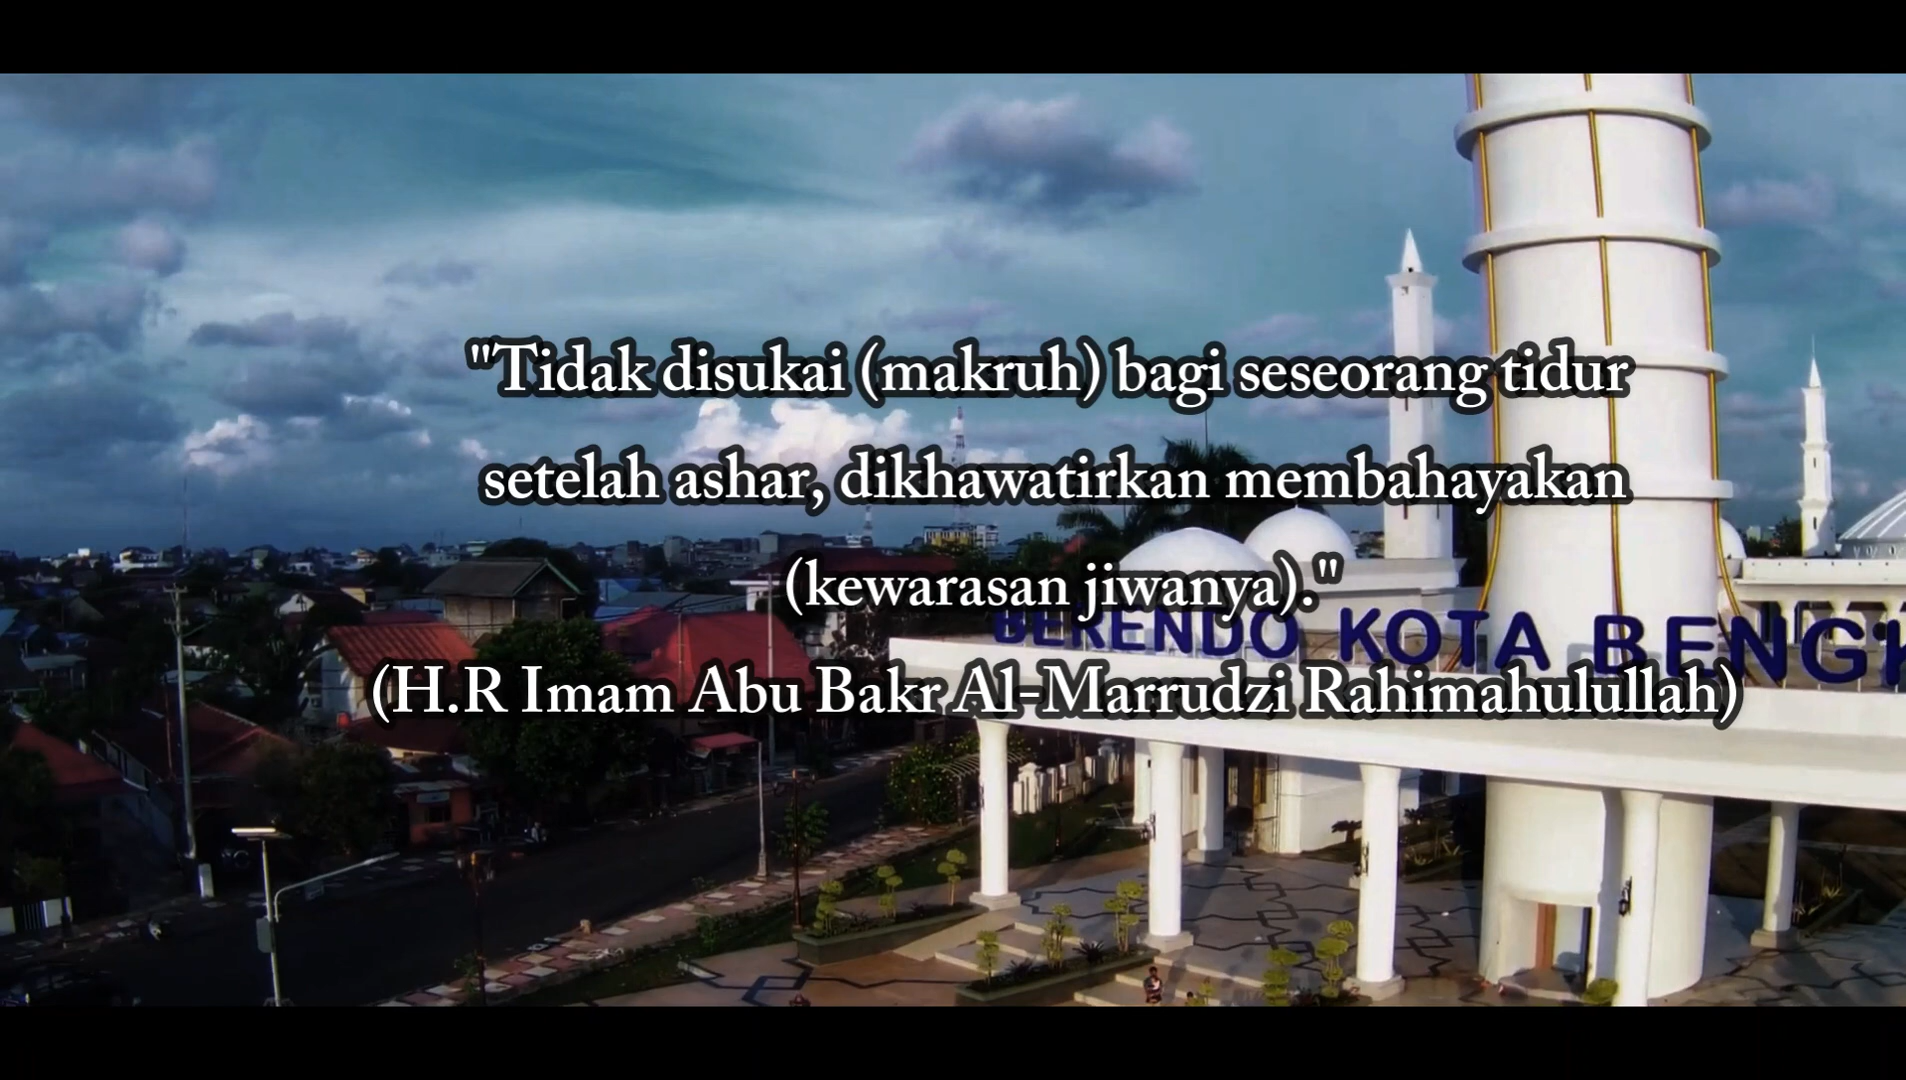 "Tidak disukai (makruh) bagi seseorang tidur
setelah ashar, dikhawatirkan membahayakan
(kewarasan jiwanya)."
BERENDO KOTA BENGK
(H.R Imam Abu Bakr Al-Marrudzi Rahimahulullah)